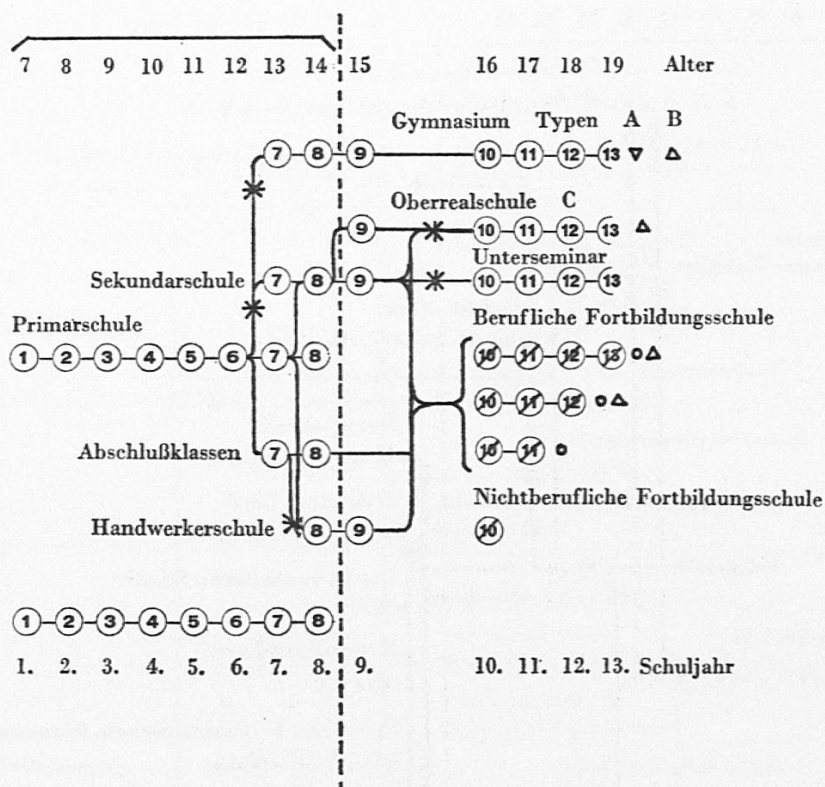 7 8 9 10 11 12 13 14 15 16 17 18 19 Alter
Gymnasium Typen A B
7 8 9 10 11 12 13
Oberrealschule C
9 10 11 12 13
Unterseminar
Sekundarschule 7 8 9 10 11 12 13
Primarschule
Berufliche Fortbildungsschule
1 2 3 4 5 6 7 8 10 11 12 13
10 11 12
Abschlußklassen 7 8 10 11
Nichtberufliche Fortbildungsschule
Handwerkerschule 8 9 10
1 2 3 4 5 6 7 8
1. 2. 3. 4. 5. 6. 7. 8. 9. 10. 11. 12. 13. Schuljahr